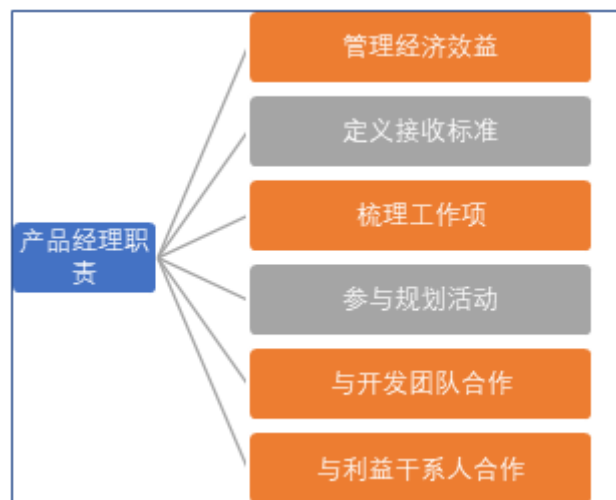 管理经济效益
定义接收标准
梳理工作项
产品经理职
责
参与规划活动
与开发团队合作
与利益干系人合作